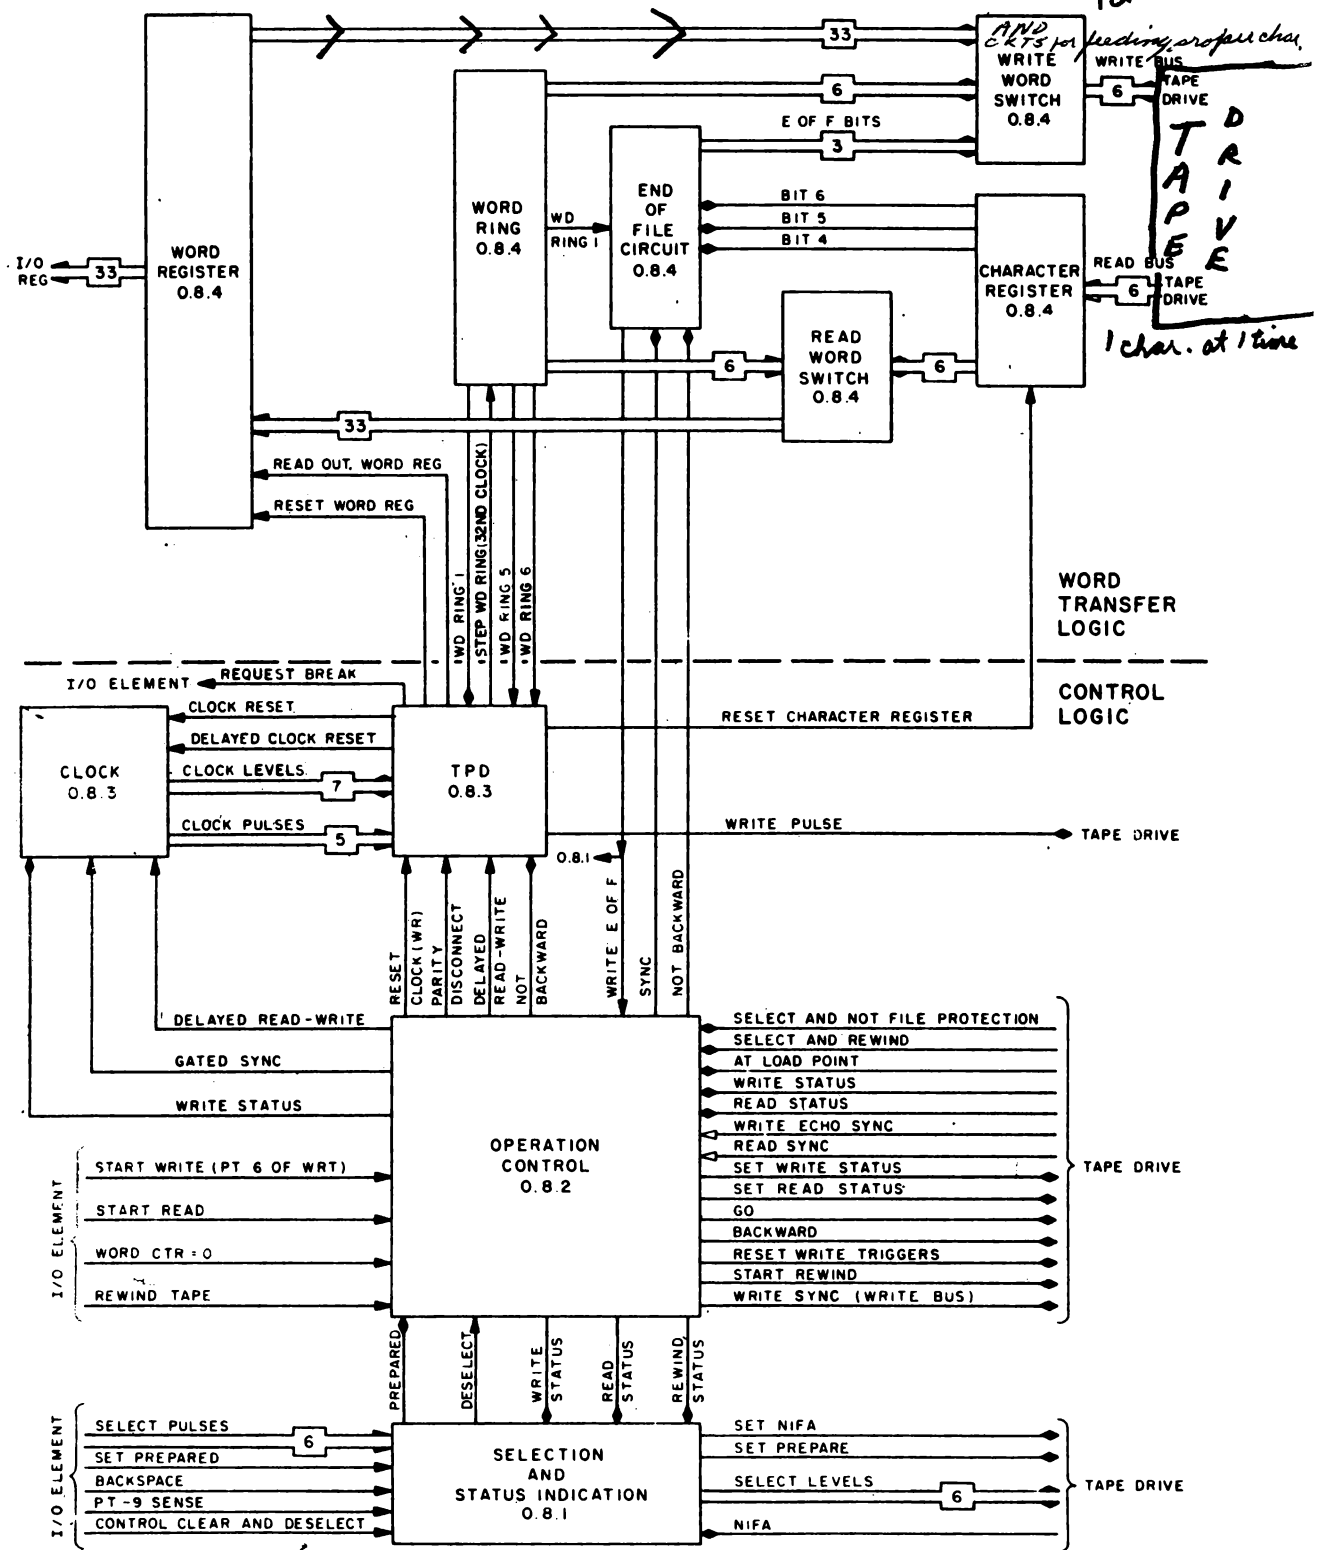 33
AND
CKTS for feeding proper char.
WRITE
WORD
SWITCH
0.8.4
WRITE BUS
6
TAPE
DRIVE
6
E OF F BITS
3
TAPE
DRIVE
END
OF
FILE
CIRCUIT
0.8.4
BIT 6
BIT 5
BIT 4
WORD
RING
0.8.4
WD
RING 1
WORD
REGISTER
0.8.4
I/O
REG
33
CHARACTER
REGISTER
0.8.4
READ BUS
6
TAPE
DRIVE
1 char. at 1 time
READ
WORD
SWITCH
0.8.4
6
6
33
READ OUT. WORD REG
RESET WORD REG
WD RING 1
STEP WD RING (32ND CLOCK)
WD RING 5
WD RING 6
WORD
TRANSFER
LOGIC
CONTROL
LOGIC
I/O ELEMENT
REQUEST BREAK
CLOCK RESET
DELAYED CLOCK RESET
CLOCK LEVELS
7
CLOCK PULSES
5
CLOCK
0.8.3
TPD
0.8.3
RESET CHARACTER REGISTER
WRITE PULSE
TAPE DRIVE
0.8.1
RESET
CLOCK (WR)
PARITY
DISCONNECT
DELAYED
READ-WRITE
NOT
BACKWARD
WRITE E OF F
SYNC
NOT BACKWARD
DELAYED READ-WRITE
GATED SYNC
WRITE STATUS
OPERATION
CONTROL
0.8.2
I/O ELEMENT
START WRITE (PT 6 OF WRT)
START READ
WORD CTR = 0
REWIND TAPE
SELECT AND NOT FILE PROTECTION
SELECT AND REWIND
AT LOAD POINT
WRITE STATUS
READ STATUS
WRITE ECHO SYNC
READ SYNC
SET WRITE STATUS
SET READ STATUS
GO
BACKWARD
RESET WRITE TRIGGERS
START REWIND
WRITE SYNC (WRITE BUS)
TAPE DRIVE
PREPARED
DESELECT
WRITE
STATUS
READ
STATUS
REWIND
STATUS
I/O ELEMENT
SELECT PULSES
6
SET PREPARED
BACKSPACE
PT-9 SENSE
CONTROL CLEAR AND DESELECT
SELECTION
AND
STATUS INDICATION
0.8.1
SET NIFA
SET PREPARE
SELECT LEVELS
6
NIFA
TAPE DRIVE